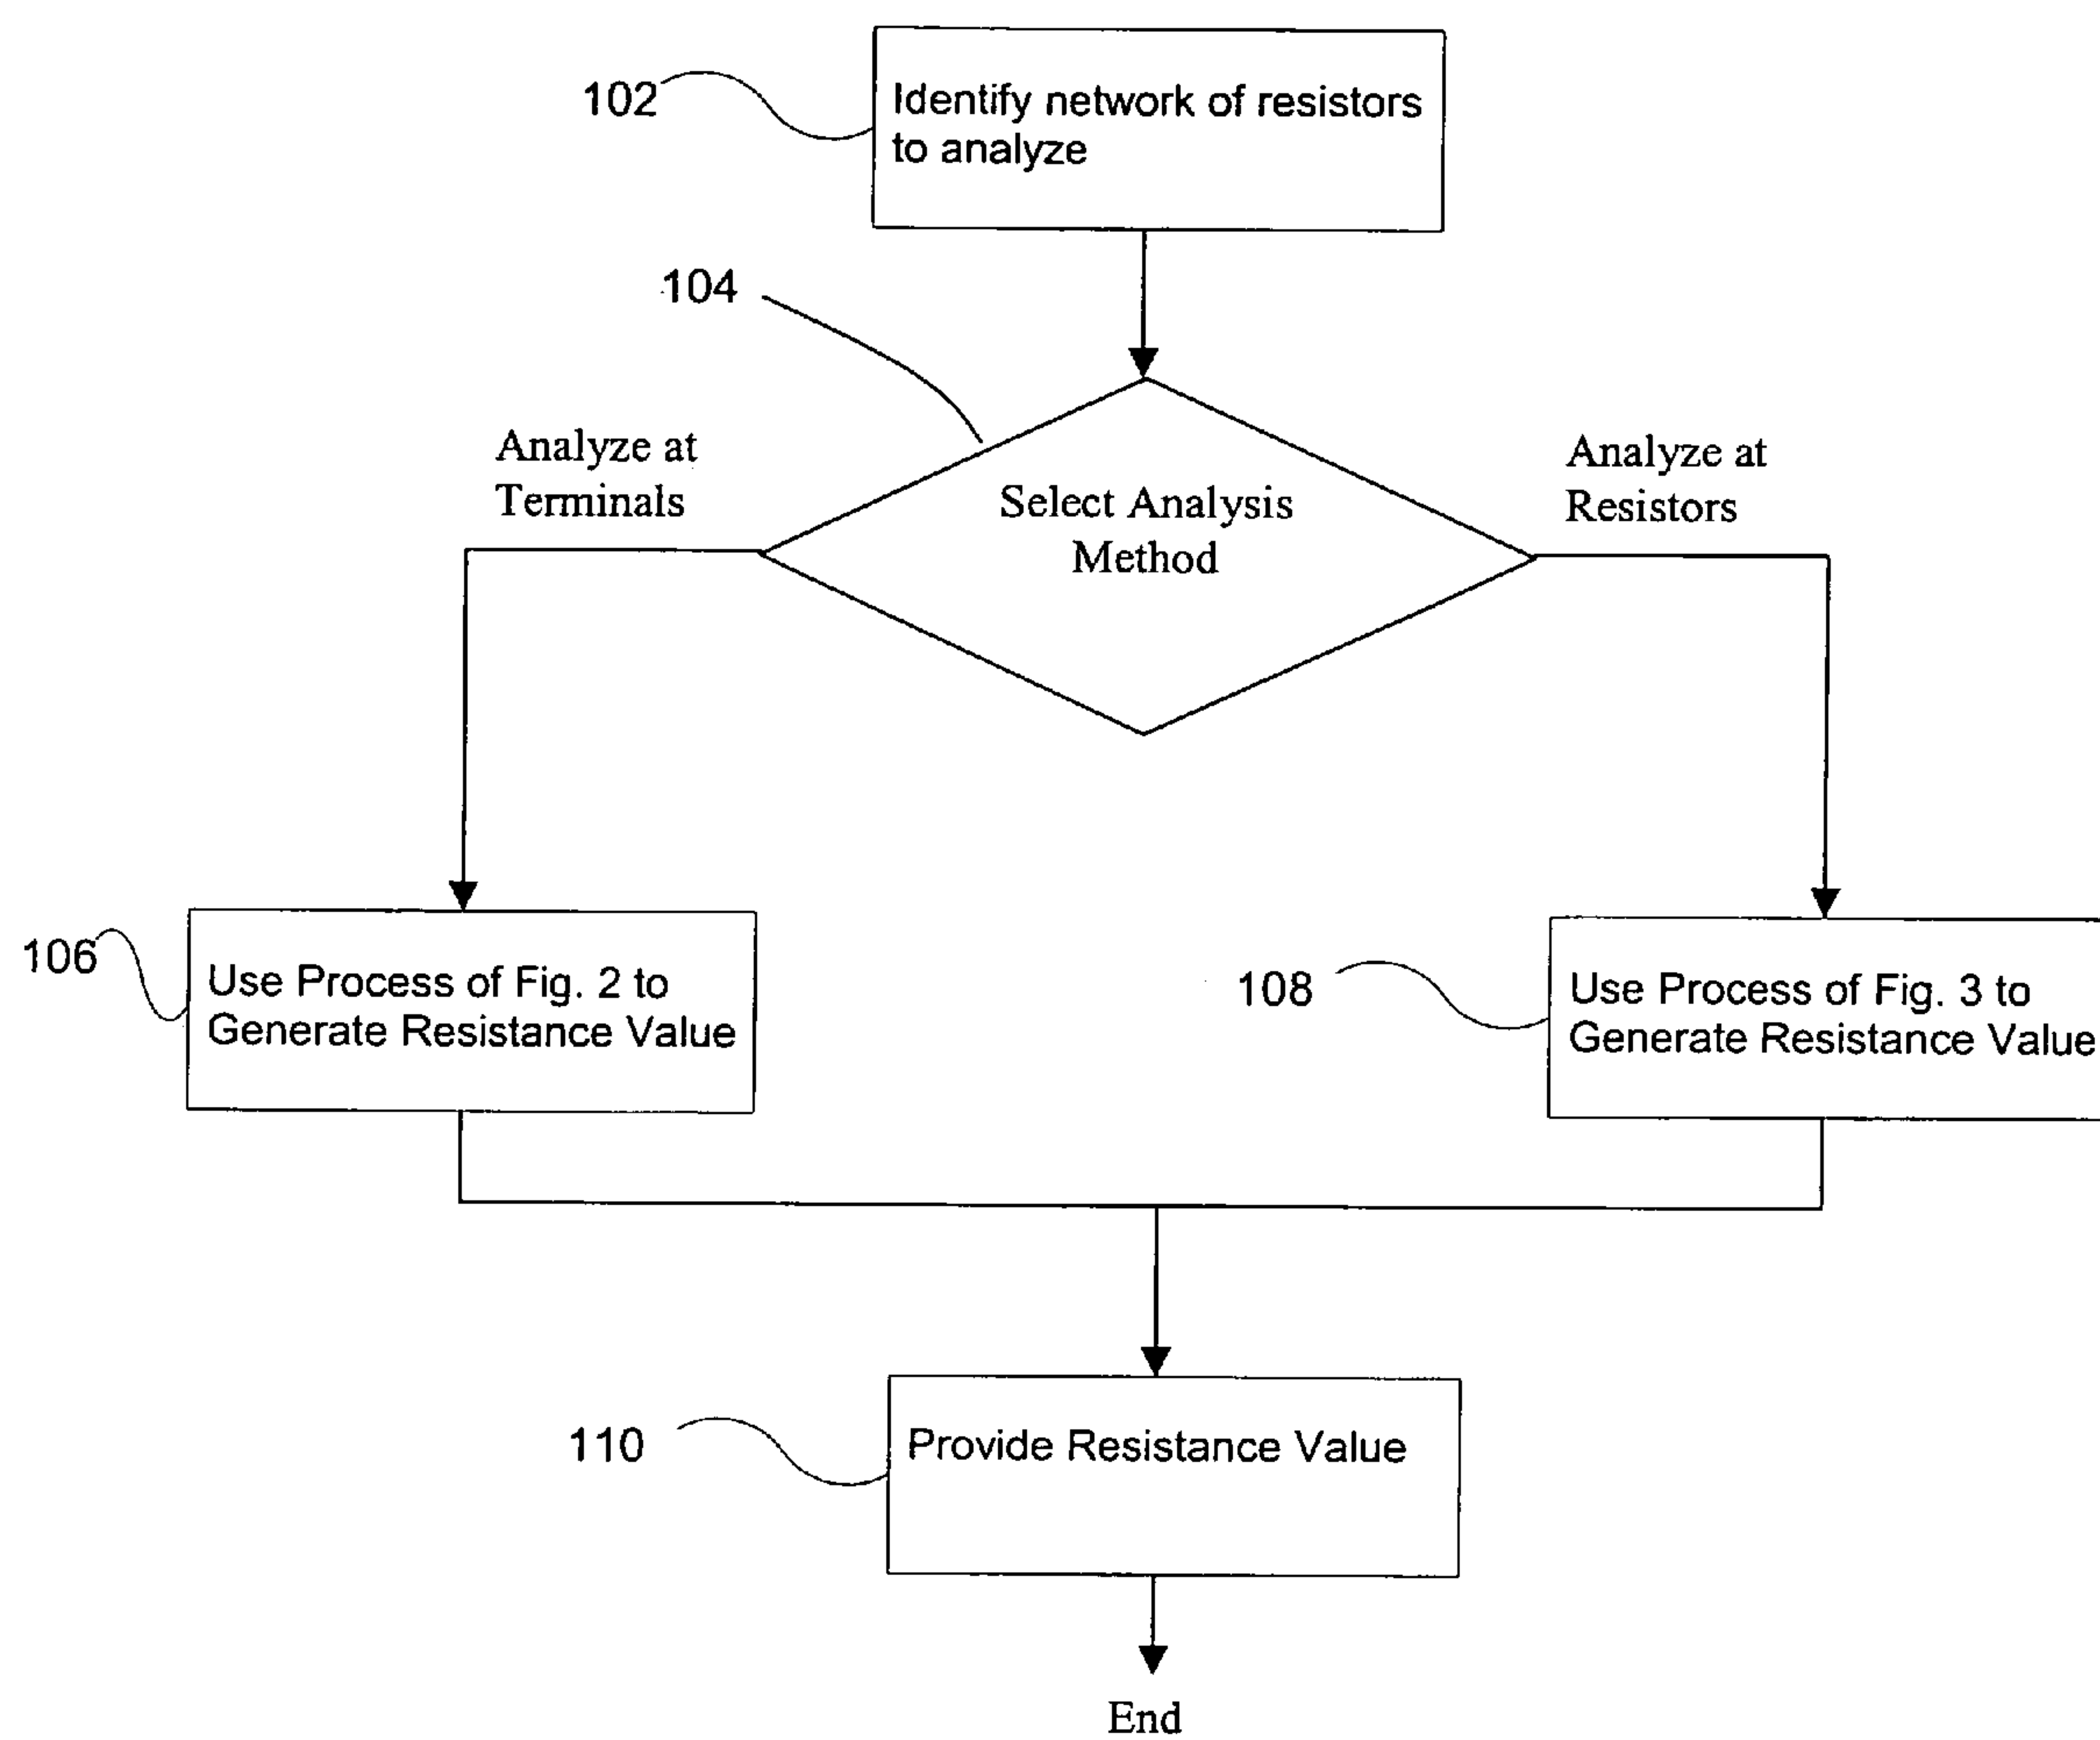 102
Identify network of resistors
to analyze
104
Analyze at
Terminals
Select Analysis
Method
Analyze at
Resistors
106
Use Process of Fig. 2 to
Generate Resistance Value
108
Use Process of Fig. 3 to
Generate Resistance Value
110
Provide Resistance Value
End